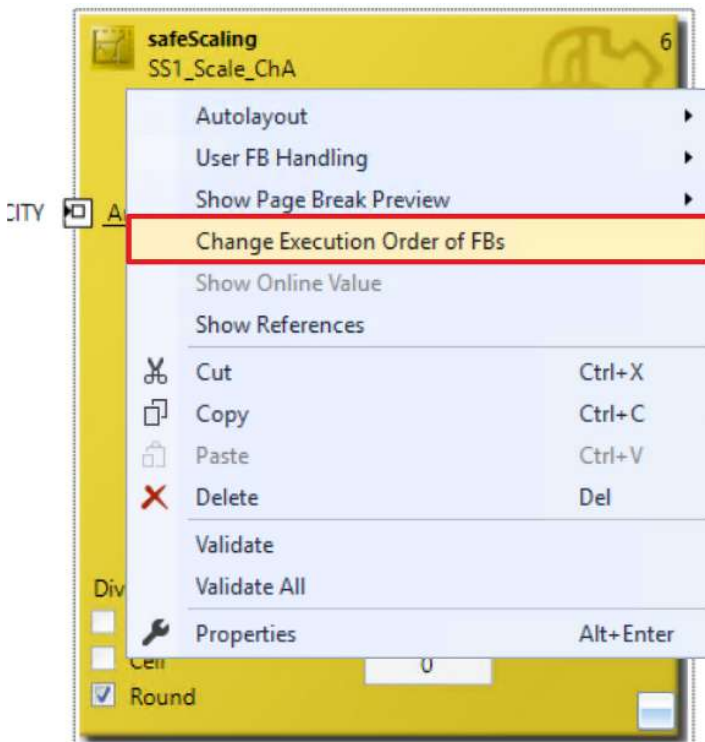 safeScaling
6
SS1_Scale_ChA
Autolayout
User FB Handling
Show Page Break Preview
Change Execution Order of FBs
Show Online Value
Show References
Cut Ctrl+X
Copy Ctrl+C
Paste Ctrl+V
Delete Del
Validate
Validate All
Properties Alt+Enter
Div
0
Round